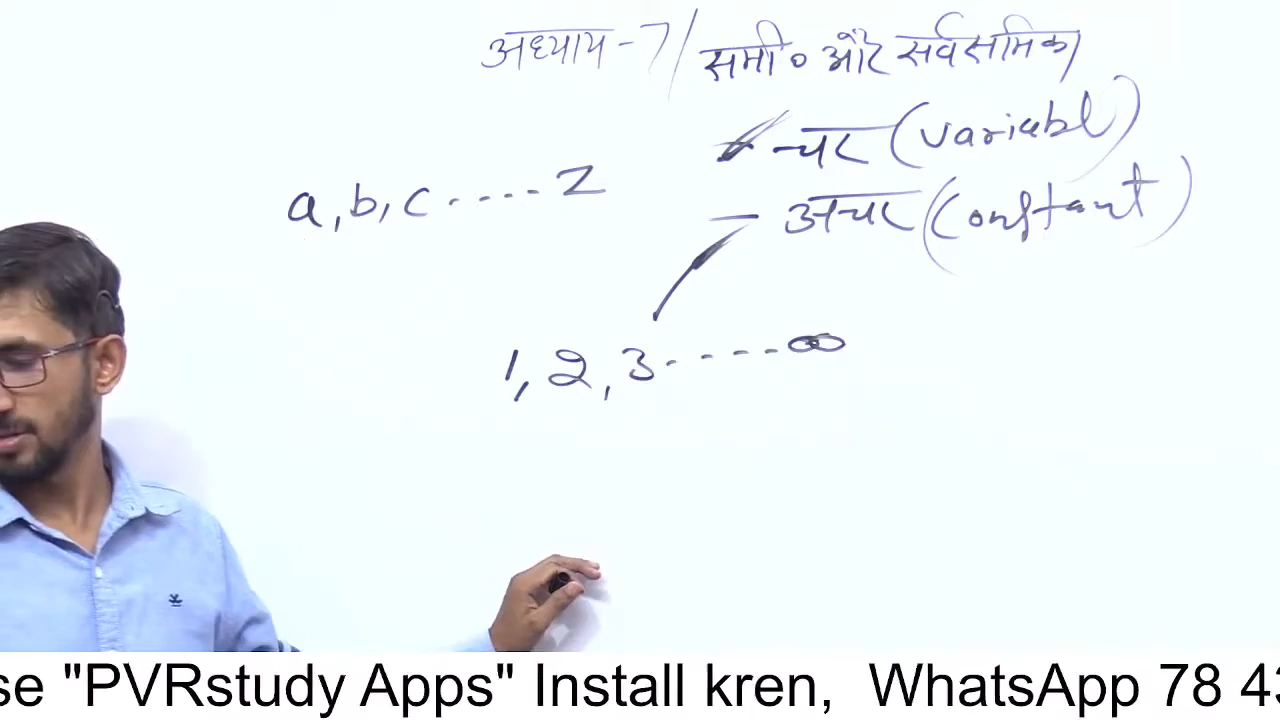 अध्याय - 7/ समी० और सर्वसमिका
चर (variabl)
a, b, c ..... z
- अचर (Constant)
1, 2, 3 ..... ∞
se "PVRstudy Apps" Install kren, WhatsApp 78 43